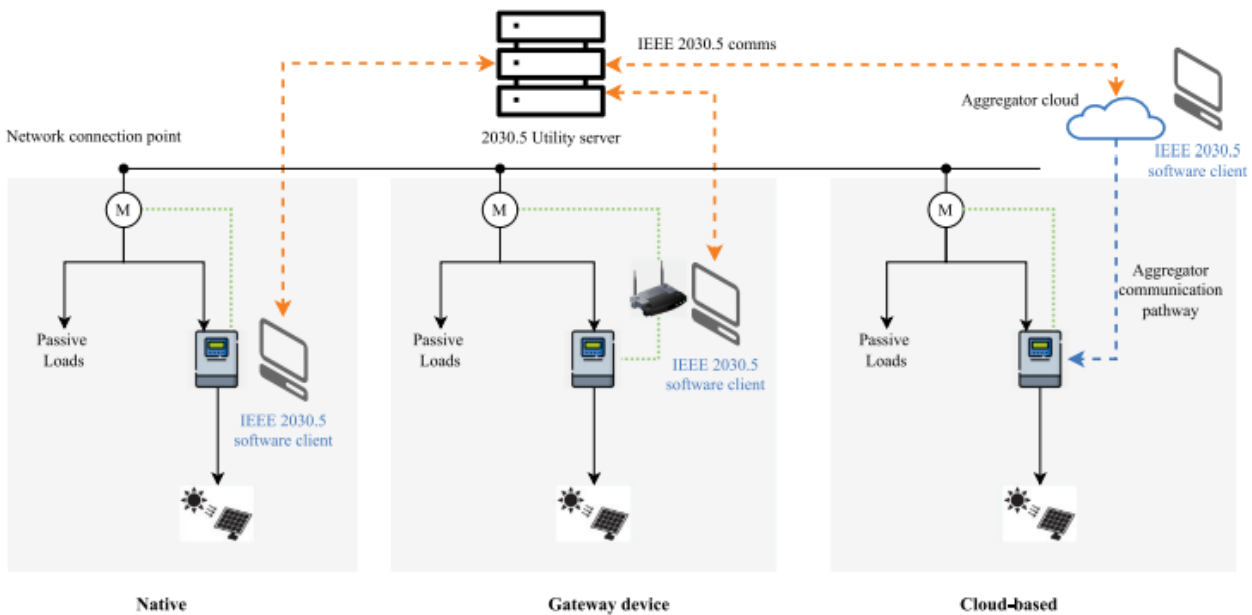 IEEE 2030.5 comms
Aggregator cloud
2030.5 Utility server
Network connection point
IEEE 2030.5
software client
M
M
M
Aggregator
communication
pathway
Passive
Loads
Passive
Loads
Passive
Loads
IEEE 2030.5
software client
IEEE 2030.5
software client
Native
Gateway device
Cloud-based